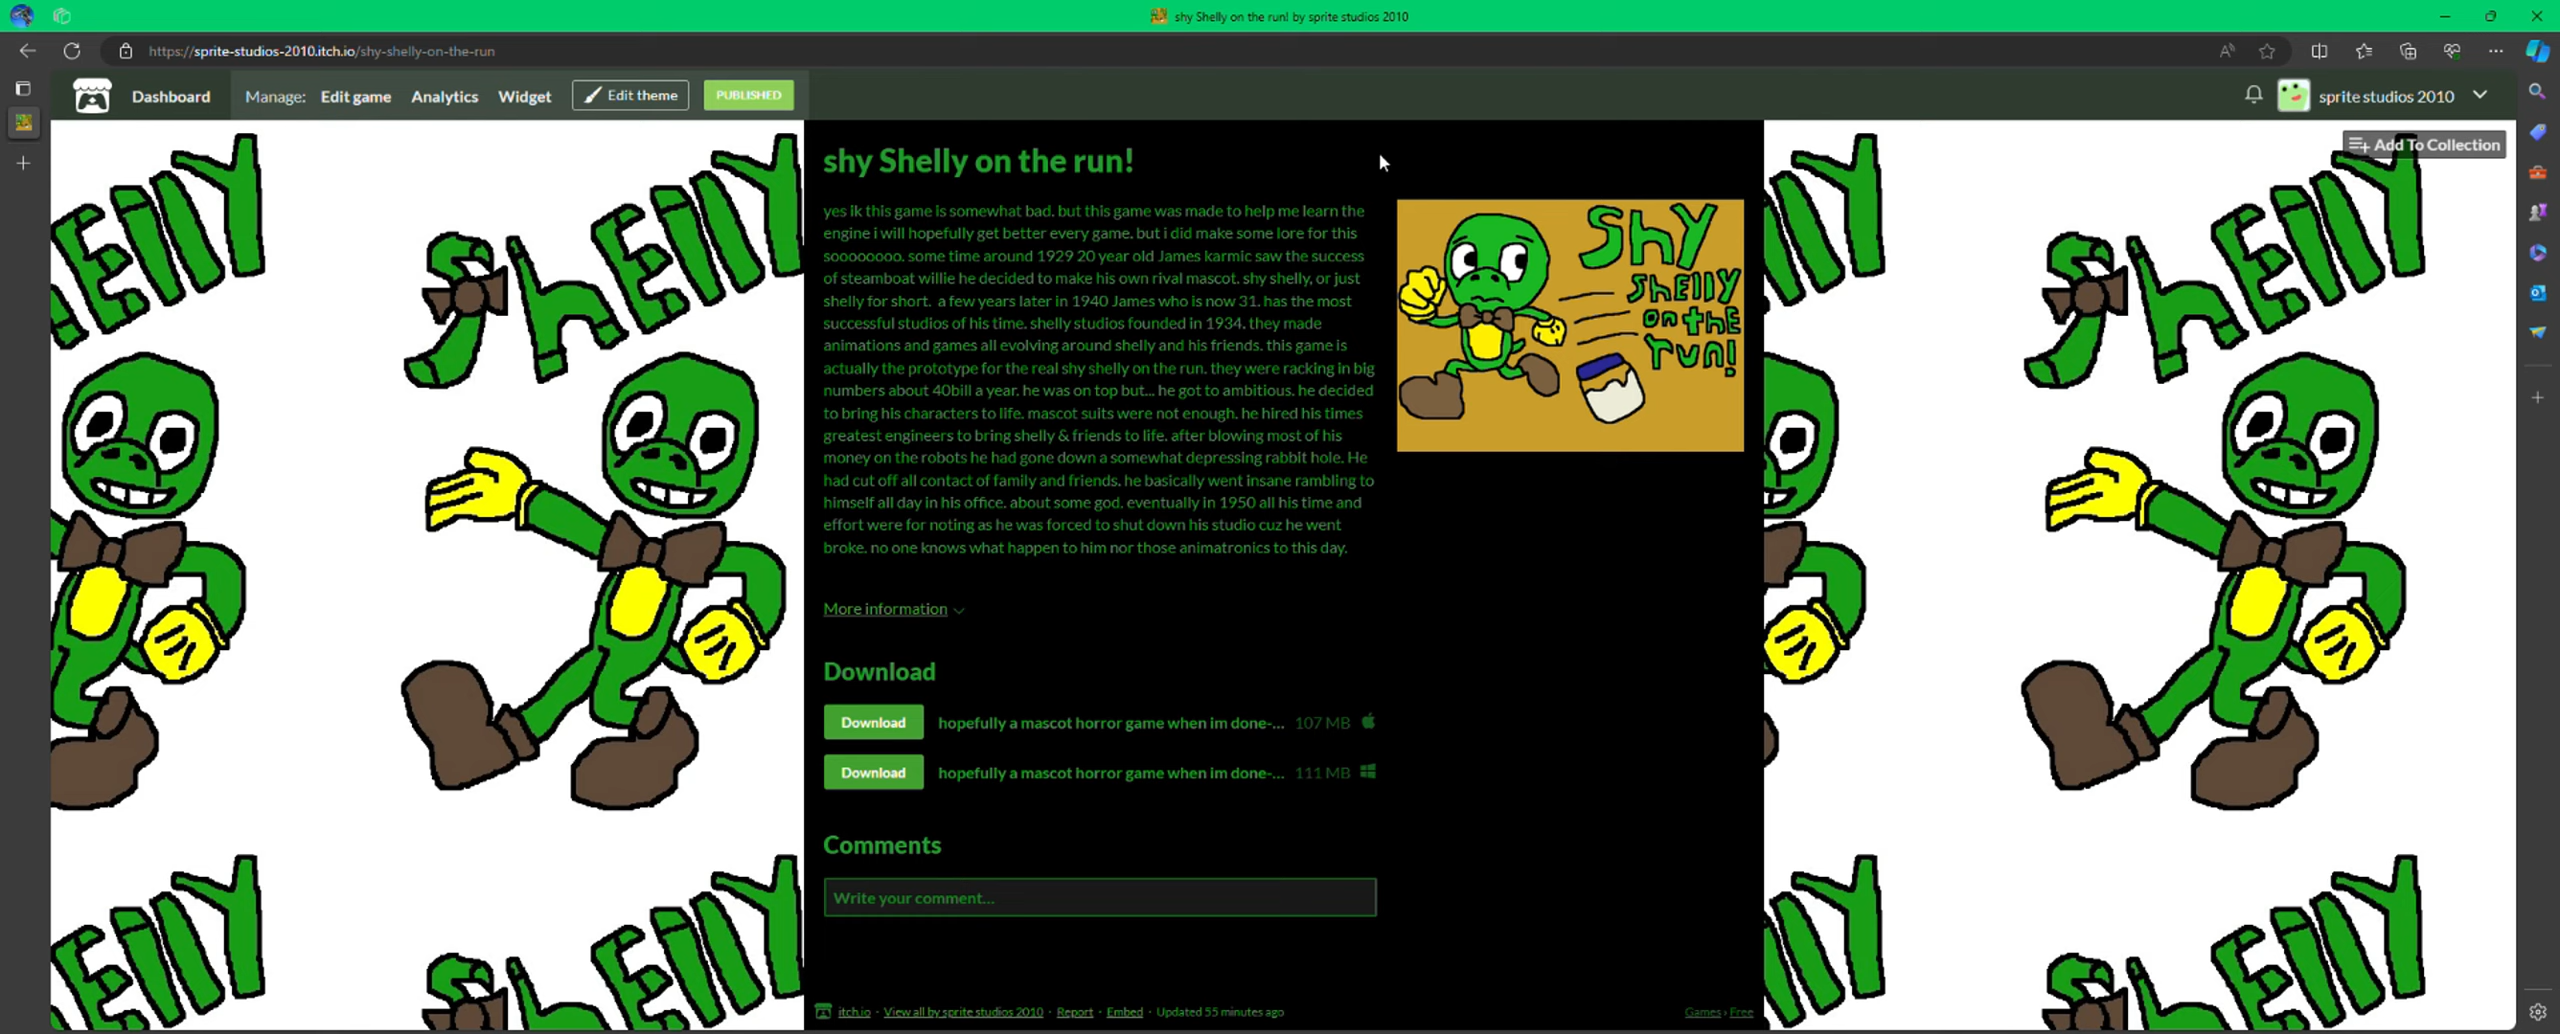 shy Shelly on the run! by sprite studios 2010
https://sprite-studios-2010.itch.io/shy-shelly-on-the-run
Dashboard
Manage: Edit game Analytics Widget Edit theme PUBLISHED
sprite studios 2010
Add To Collection
shy Shelly on the run!
yes ik this game is somewhat bad. but this game was made to help me learn the
engine i will hopefully get better every game. but i did make some lore for this
soooooooo. some time around 1929 20 year old James karmic saw the success
of steamboat willie he decided to make his own rival mascot. shy shelly, or just
shelly for short. a few years later in 1940 James who is now 31. has the most
successful studios of his time. shelly studios founded in 1934. they made
animations and games all evolving around shelly and his friends. this game is
actually the prototype for the real shy shelly on the run. they were racking in big
numbers about 40bill a year. he was on top but... he got to ambitious. he decided
to bring his characters to life. mascot suits were not enough. he hired his times
greatest engineers to bring shelly & friends to life. after blowing most of his
money on the robots he had gone down a somewhat depressing rabbit hole. He
had cut off all contact of family and friends. he basically went insane rambling to
himself all day in his office. about some god. eventually in 1950 all his time and
effort were for noting as he was forced to shut down his studio cuz he went
broke. no one knows what happen to him nor those animatronics to this day.
More information
Shy
Shelly
on the
run!
Download
Download hopefully a mascot horror game when im done-... 107 MB
Download hopefully a mascot horror game when im done-... 111 MB
Comments
Write your comment...
itch.io · View all by sprite studios 2010 · Report · Embed · Updated 55 minutes ago
Games › Free
Shelly
Shelly
Shelly
Shelly